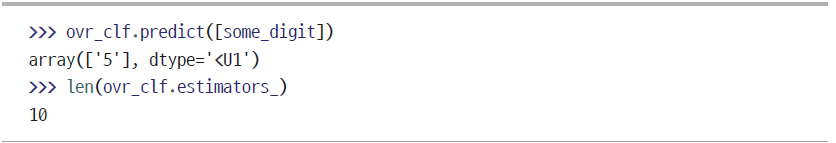 >>> ovr_clf.predict([some_digit])
array(['5'], dtype='<U1')
>>> len(ovr_clf.estimators_)
10